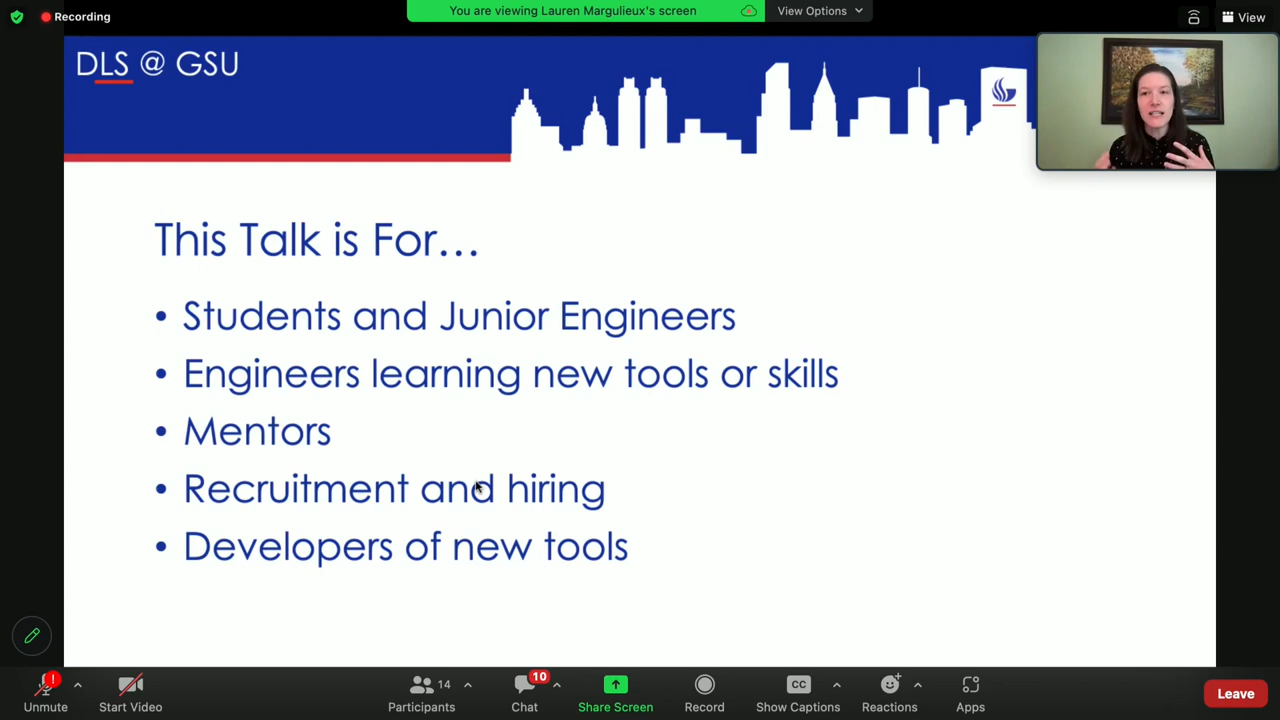 Recording
You are viewing Lauren Margulieux's screen
View Options
View
DLS @ GSU
This Talk is For…
• Students and Junior Engineers
• Engineers learning new tools or skills
• Mentors
• Recruitment and hiring
• Developers of new tools
Unmute
Start Video
14
Participants
10
Chat
Share Screen
Record
CC
Show Captions
Reactions
Apps
Leave